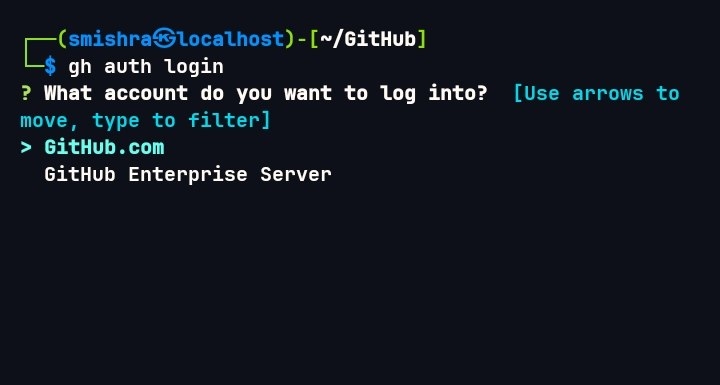 ┌──(smishra㉿localhost)-[~/GitHub]
└─$ gh auth login
? What account do you want to log into?  [Use arrows to
move, type to filter]
> GitHub.com
  GitHub Enterprise Server